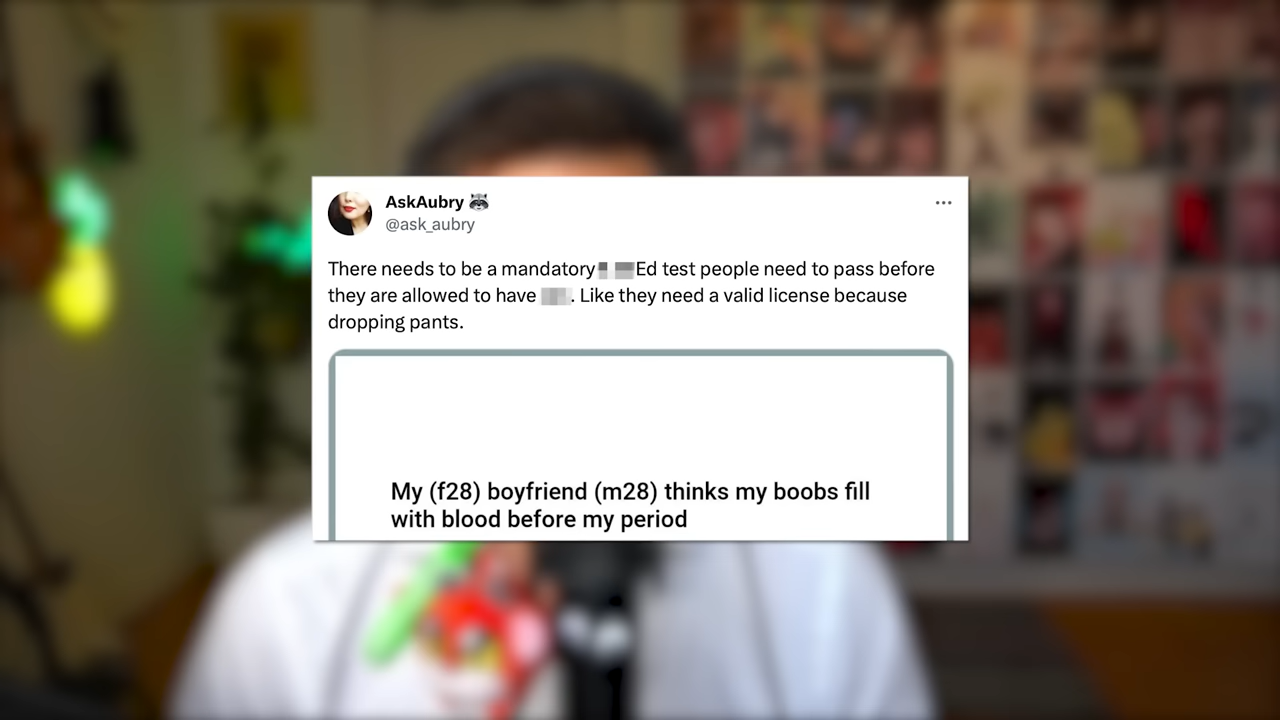 AskAubry 🦝
@ask_aubry
There needs to be a mandatory Ed test people need to pass before
they are allowed to have . Like they need a valid license because
dropping pants.
My (f28) boyfriend (m28) thinks my boobs fill
with blood before my period